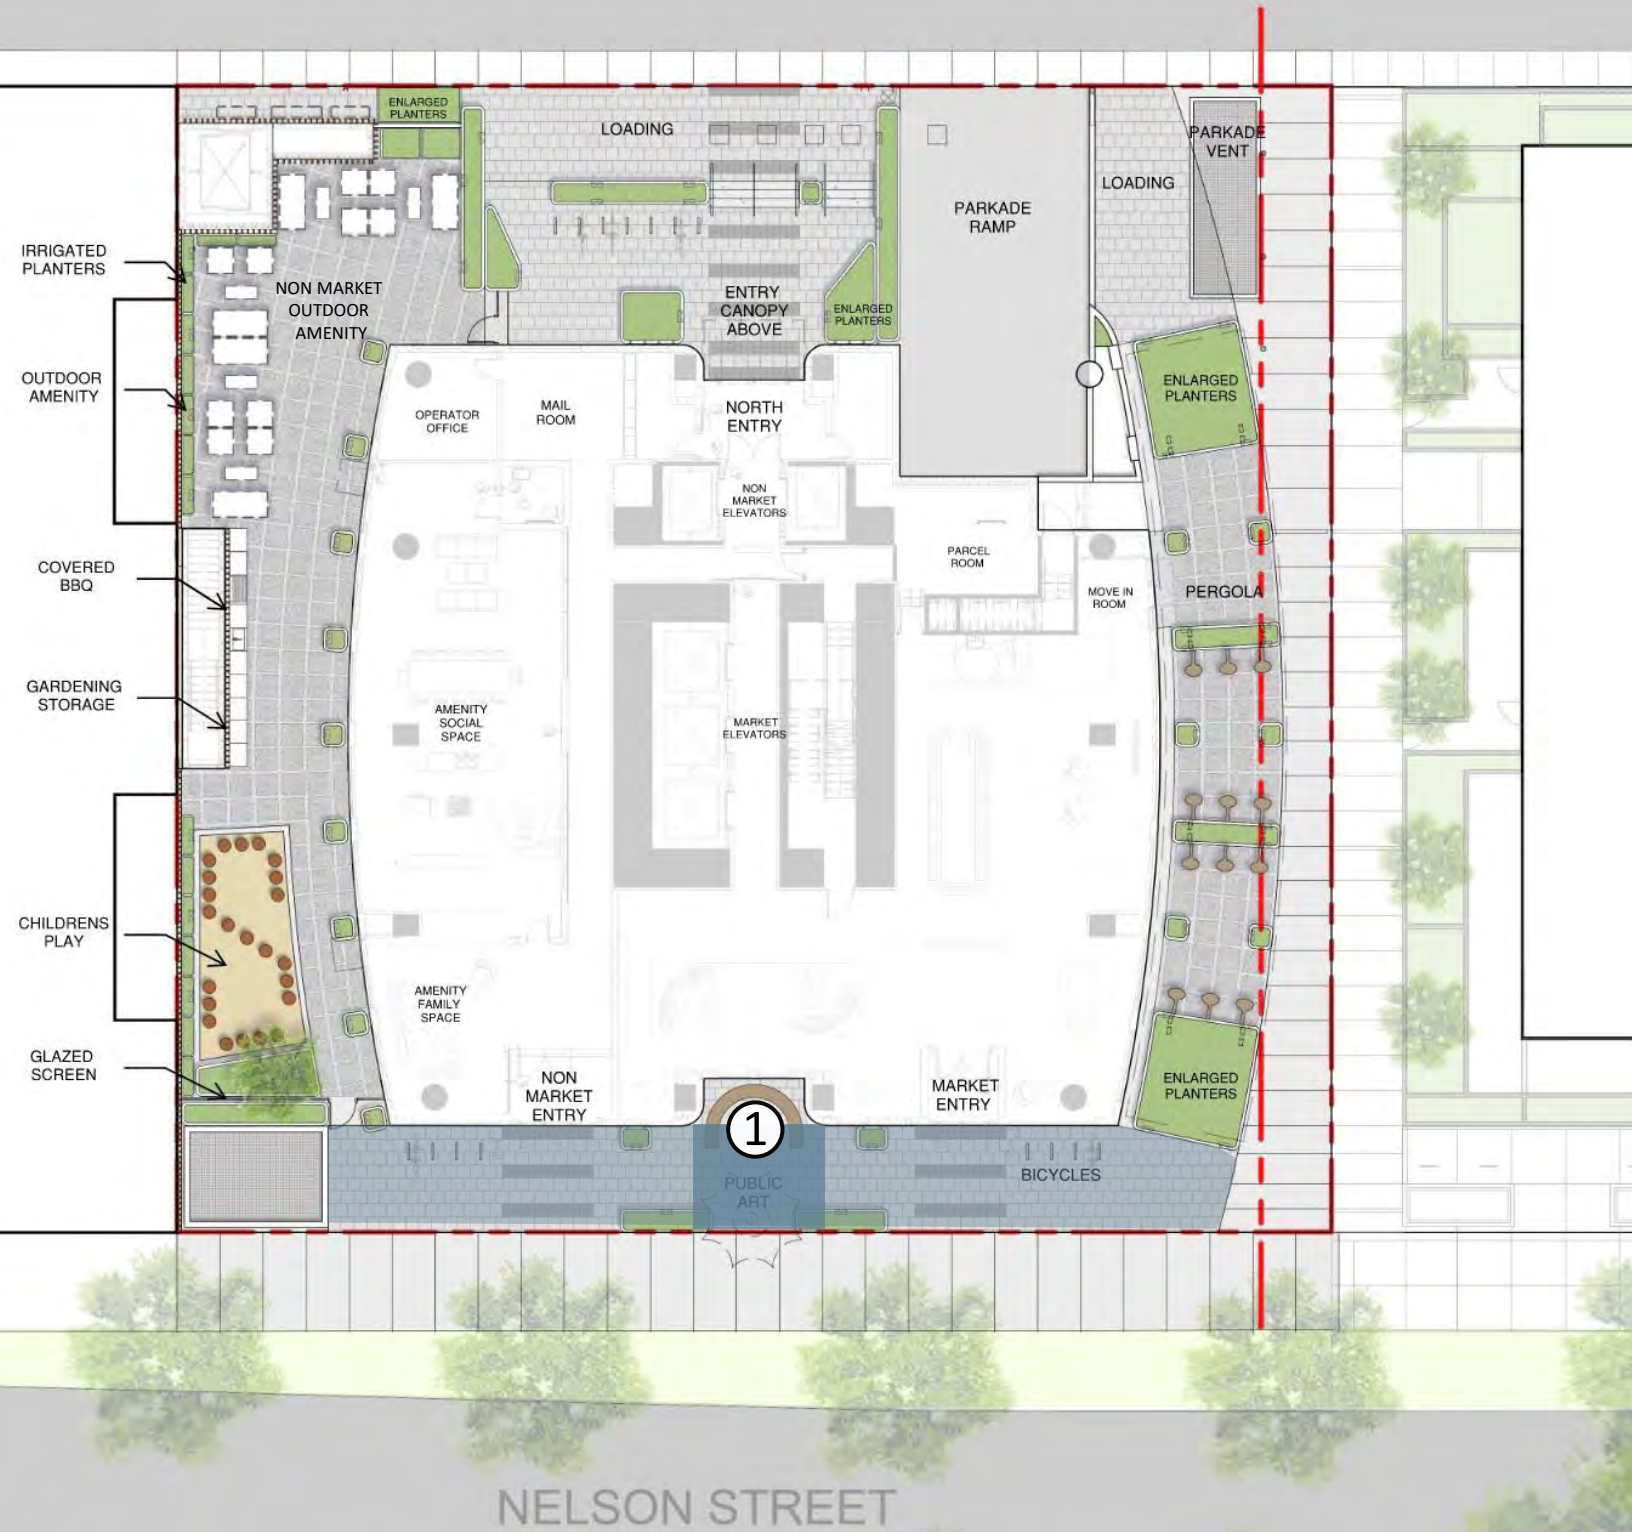 ENLARGED
PLANTERS
LOADING
PARKADE
VENT
LOADING
PARKADE
RAMP
IRRIGATED
PLANTERS
NON MARKET
OUTDOOR
AMENITY
ENTRY
CANOPY
ABOVE
ENLARGED
PLANTERS
OUTDOOR
AMENITY
ENLARGED
PLANTERS
OPERATOR
OFFICE
MAIL
ROOM
NORTH
ENTRY
NON
MARKET
ELEVATORS
COVERED
BBQ
PARCEL
ROOM
MOVE IN
ROOM
PERGOLA
GARDENING
STORAGE
AMENITY
SOCIAL
SPACE
MARKET
ELEVATORS
CHILDRENS
PLAY
AMENITY
FAMILY
SPACE
GLAZED
SCREEN
NON
MARKET
ENTRY
MARKET
ENTRY
ENLARGED
PLANTERS
1
PUBLIC
ART
BICYCLES
NELSON STREET